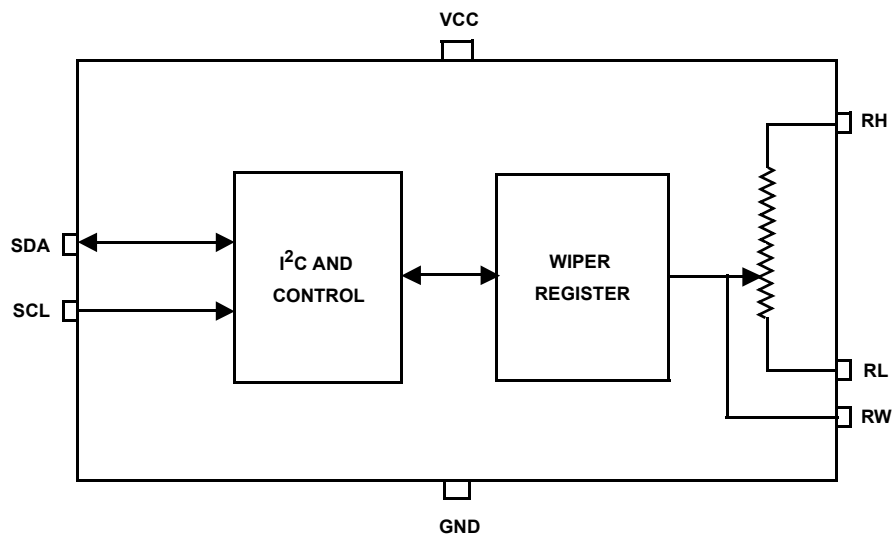 VCC
RH
SDA
I²C AND
CONTROL
WIPER
REGISTER
SCL
RL
RW
GND